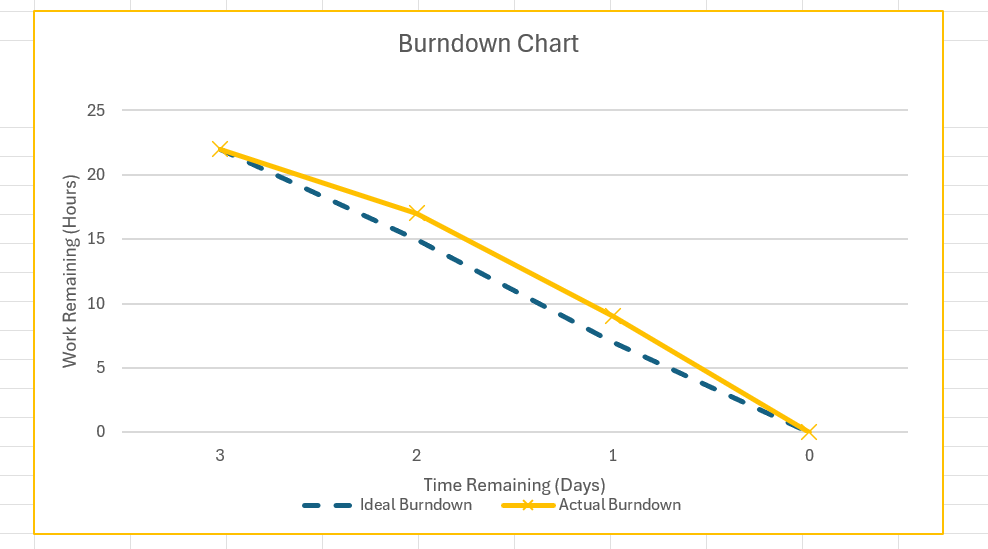 Burndown Chart
25
20
15
10
5
0
Work Remaining (Hours)
3 2 1 0
Time Remaining (Days)
Ideal Burndown Actual Burndown